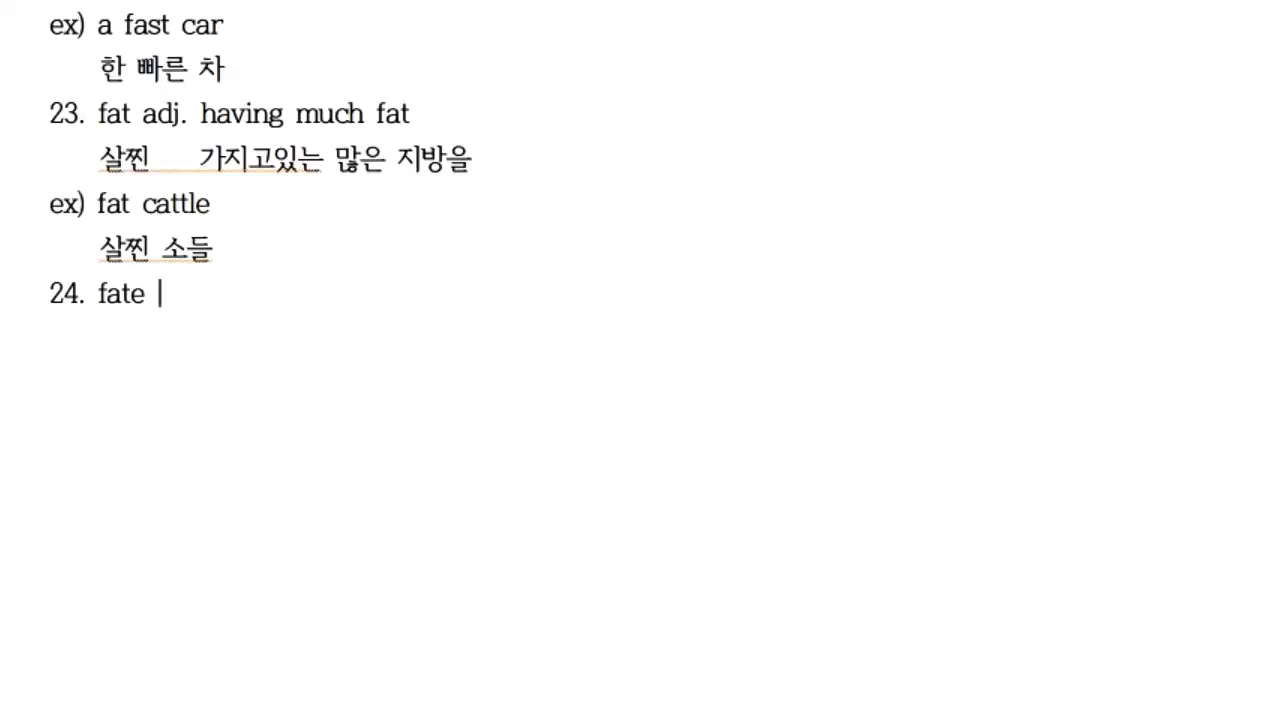 ex) a fast car
한 빠른 차
23. fat adj. having much fat
살찐 가지고있는 많은 지방을
ex) fat cattle
살찐 소들
24. fate